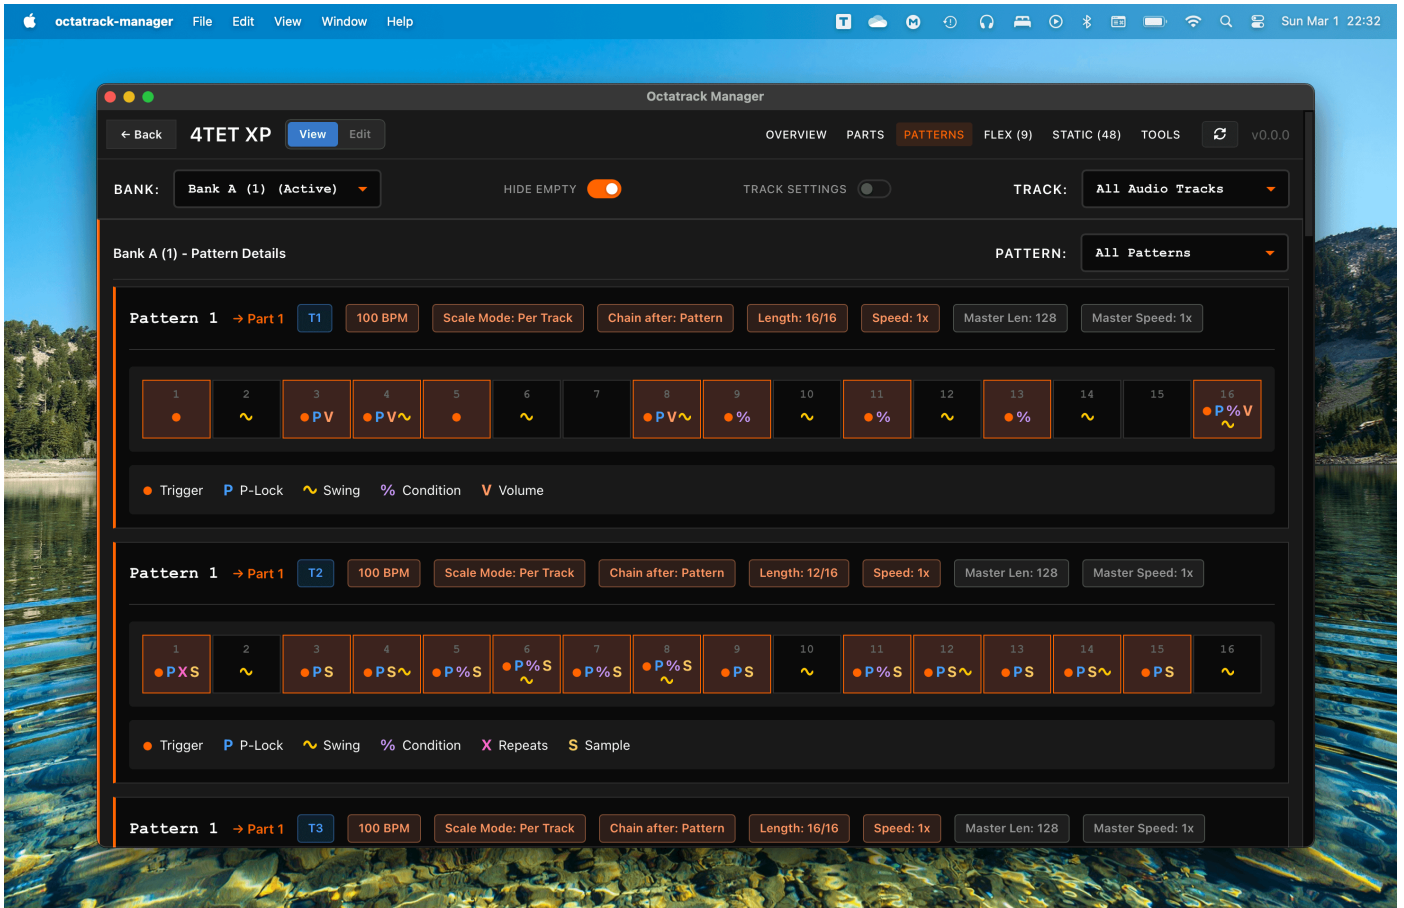 octatrack-manager File Edit View Window Help Sun Mar 1 22:32
Octatrack Manager
← Back 4TET XP View Edit OVERVIEW PARTS PATTERNS FLEX (9) STATIC (48) TOOLS v0.0.0
BANK: Bank A (1) (Active) HIDE EMPTY TRACK SETTINGS TRACK: All Audio Tracks
Bank A (1) - Pattern Details PATTERN: All Patterns
Pattern 1 → Part 1 T1 100 BPM Scale Mode: Per Track Chain after: Pattern Length: 16/16 Speed: 1x Master Len: 128 Master Speed: 1x
1 2 3 4 5 6 7 8 9 10 11 12 13 14 15 16
● ~ ●PV ●PV~ ● ~ ●PV~ ●% ~ ●% ~ ●% ~ ●P%V
~
● Trigger P P-Lock ~ Swing % Condition V Volume
Pattern 1 → Part 1 T2 100 BPM Scale Mode: Per Track Chain after: Pattern Length: 12/16 Speed: 1x Master Len: 128 Master Speed: 1x
1 2 3 4 5 6 7 8 9 10 11 12 13 14 15 16
●PXS ~ ●PS ●PS~ ●P%S ●P%S~ ●P%S ●P%S~ ●PS ~ ●P%S ●PS~ ●PS ●PS~ ●PS ~
● Trigger P P-Lock ~ Swing % Condition X Repeats S Sample
Pattern 1 → Part 1 T3 100 BPM Scale Mode: Per Track Chain after: Pattern Length: 16/16 Speed: 1x Master Len: 128 Master Speed: 1x